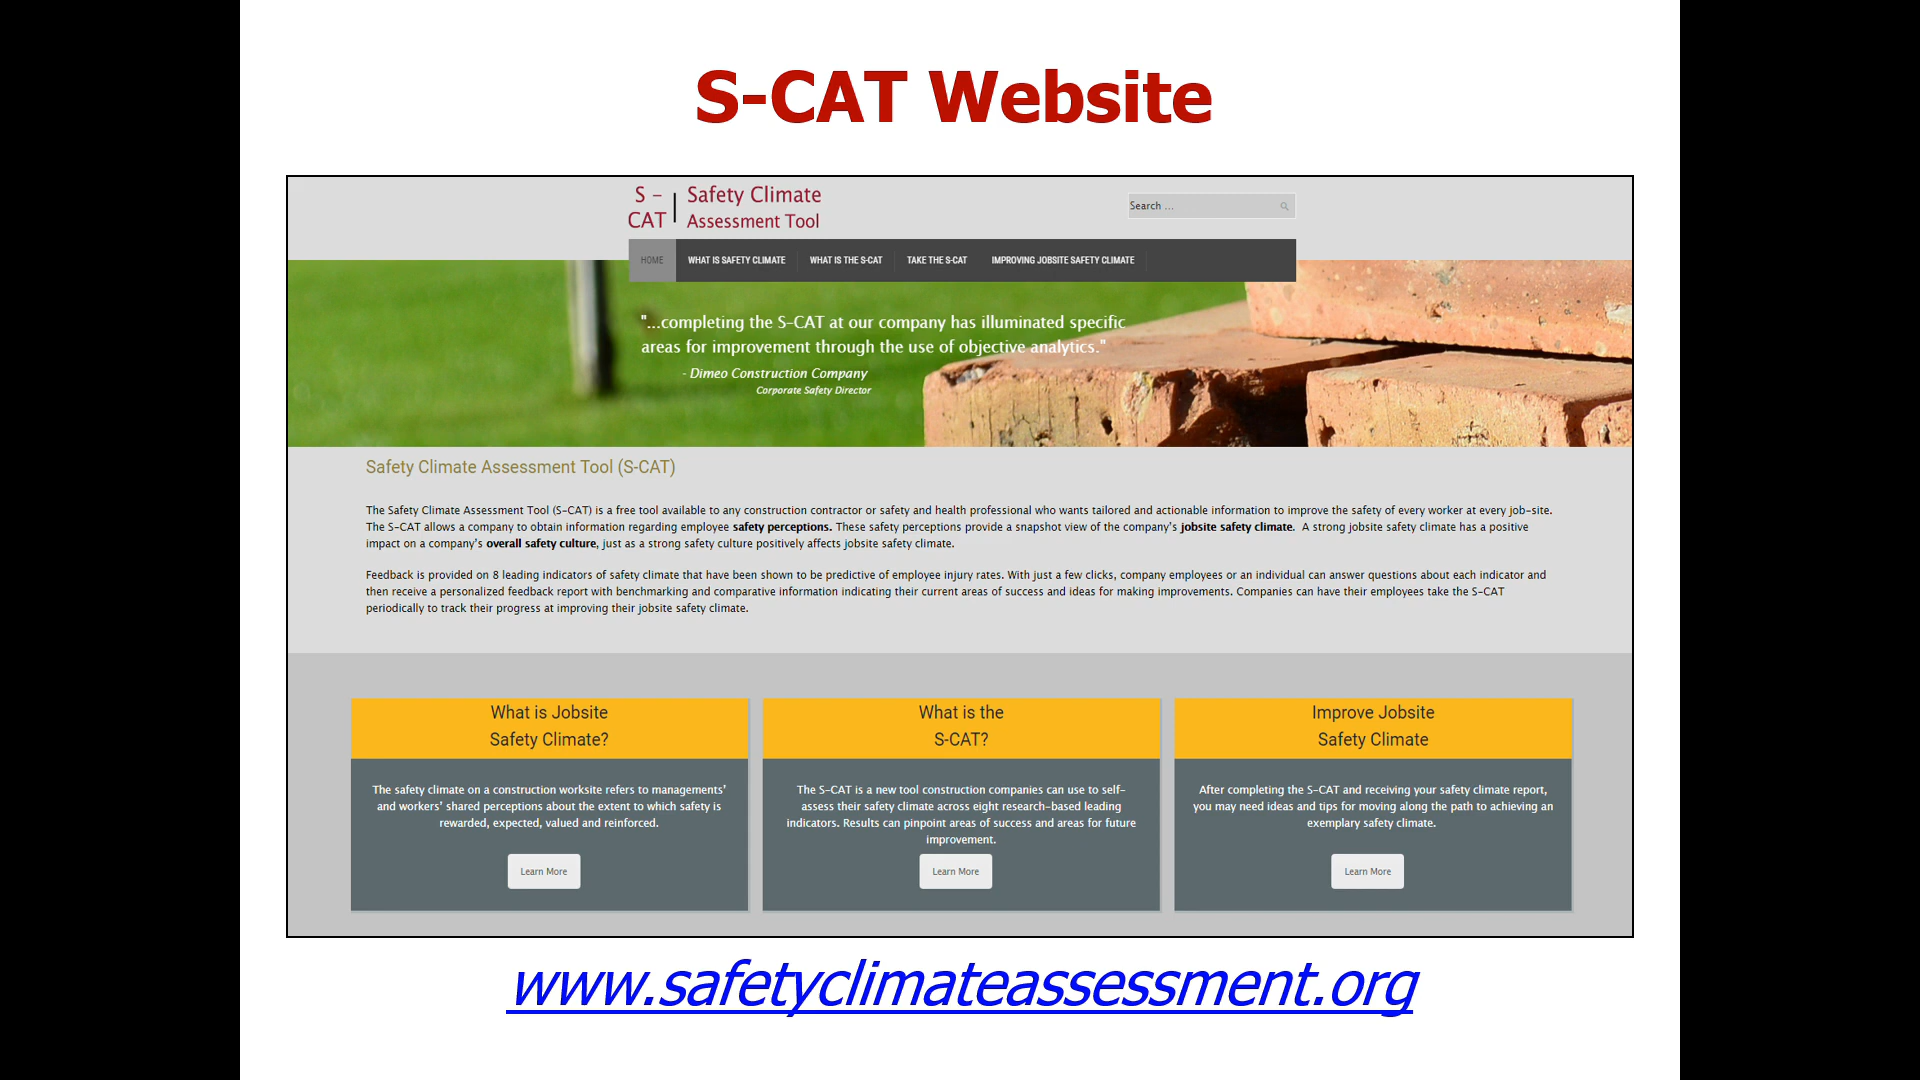 S-CAT Website
S – CAT
Safety Climate
Assessment Tool
Search ...
HOME
WHAT IS SAFETY CLIMATE
WHAT IS THE S-CAT
TAKE THE S-CAT
IMPROVING JOBSITE SAFETY CLIMATE
"...completing the S-CAT at our company has illuminated specific
areas for improvement through the use of objective analytics."
- Dimeo Construction Company
Corporate Safety Director
Safety Climate Assessment Tool (S-CAT)
The Safety Climate Assessment Tool (S-CAT) is a free tool available to any construction contractor or safety and health professional who wants tailored and actionable information to improve the safety of every worker at every job-site.
The S-CAT allows a company to obtain information regarding employee safety perceptions. These safety perceptions provide a snapshot view of the company's jobsite safety climate. A strong jobsite safety climate has a positive
impact on a company's overall safety culture, just as a strong safety culture positively affects jobsite safety climate.
Feedback is provided on 8 leading indicators of safety climate that have been shown to be predictive of employee injury rates. With just a few clicks, company employees or an individual can answer questions about each indicator and
then receive a personalized feedback report with benchmarking and comparative information indicating their current areas of success and ideas for making improvements. Companies can have their employees take the S-CAT
periodically to track their progress at improving their jobsite safety climate.
What is Jobsite
Safety Climate?
The safety climate on a construction worksite refers to managements'
and workers' shared perceptions about the extent to which safety is
rewarded, expected, valued and reinforced.
Learn More
What is the
S-CAT?
The S-CAT is a new tool construction companies can use to self-
assess their safety climate across eight research-based leading
indicators. Results can pinpoint areas of success and areas for future
improvement.
Learn More
Improve Jobsite
Safety Climate
After completing the S-CAT and receiving your safety climate report,
you may need ideas and tips for moving along the path to achieving an
exemplary safety climate.
Learn More
www.safetyclimateassessment.org